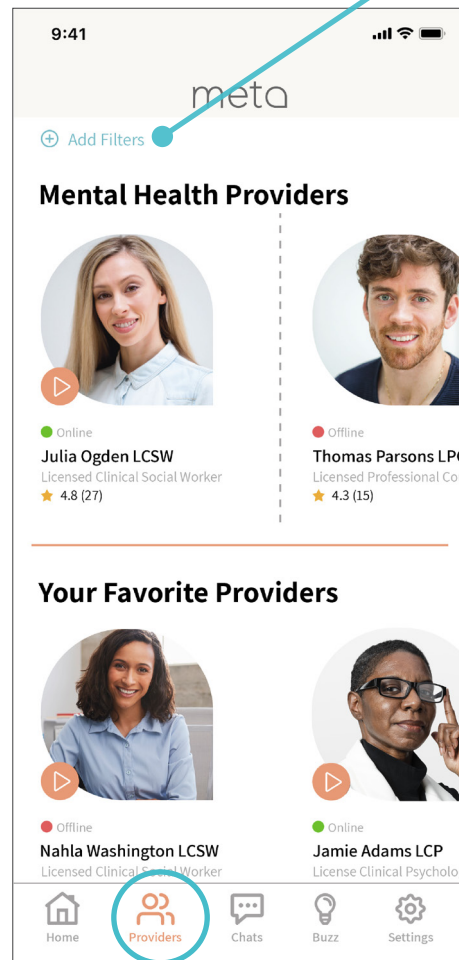 9:41
meta
Add Filters
Mental Health Providers
Online
Offline
Julia Ogden LCSW
Thomas Parsons LPC
Licensed Clinical Social Worker
Licensed Professional Co
4.8 (27)
4.3 (15)
Your Favorite Providers
Offline
Online
Nahla Washington LCSW
Jamie Adams LCP
Licensed Clinical Social Worker
License Clinical Psycholo
Home
Providers
Chats
Buzz
Settings